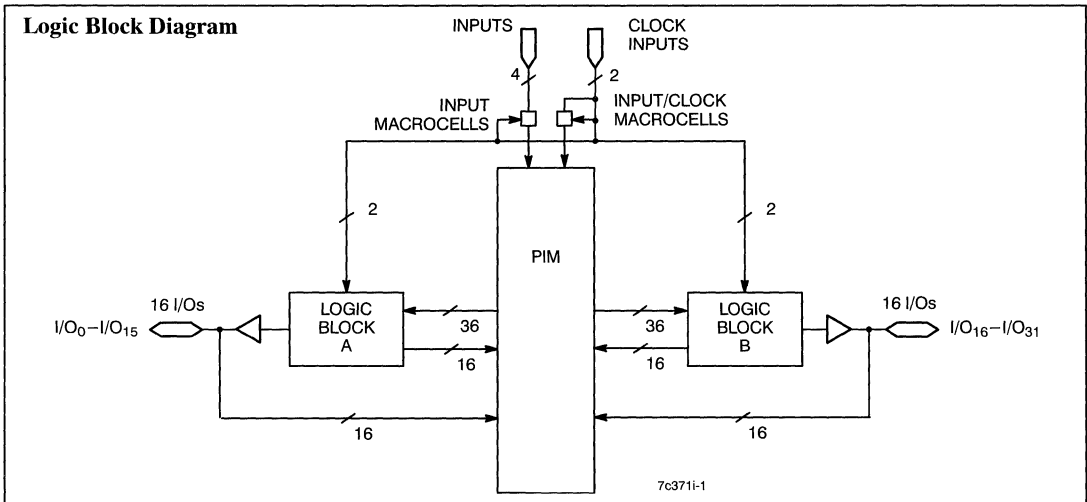 Logic Block Diagram
INPUTS
CLOCK
INPUTS
4
2
INPUT
MACROCELLS
INPUT/CLOCK
MACROCELLS
2
2
PIM
16 I/Os
I/O₀–I/O₁₅
LOGIC
BLOCK
A
36
16
36
16
LOGIC
BLOCK
B
16 I/Os
I/O₁₆–I/O₃₁
16
16
7c371i-1